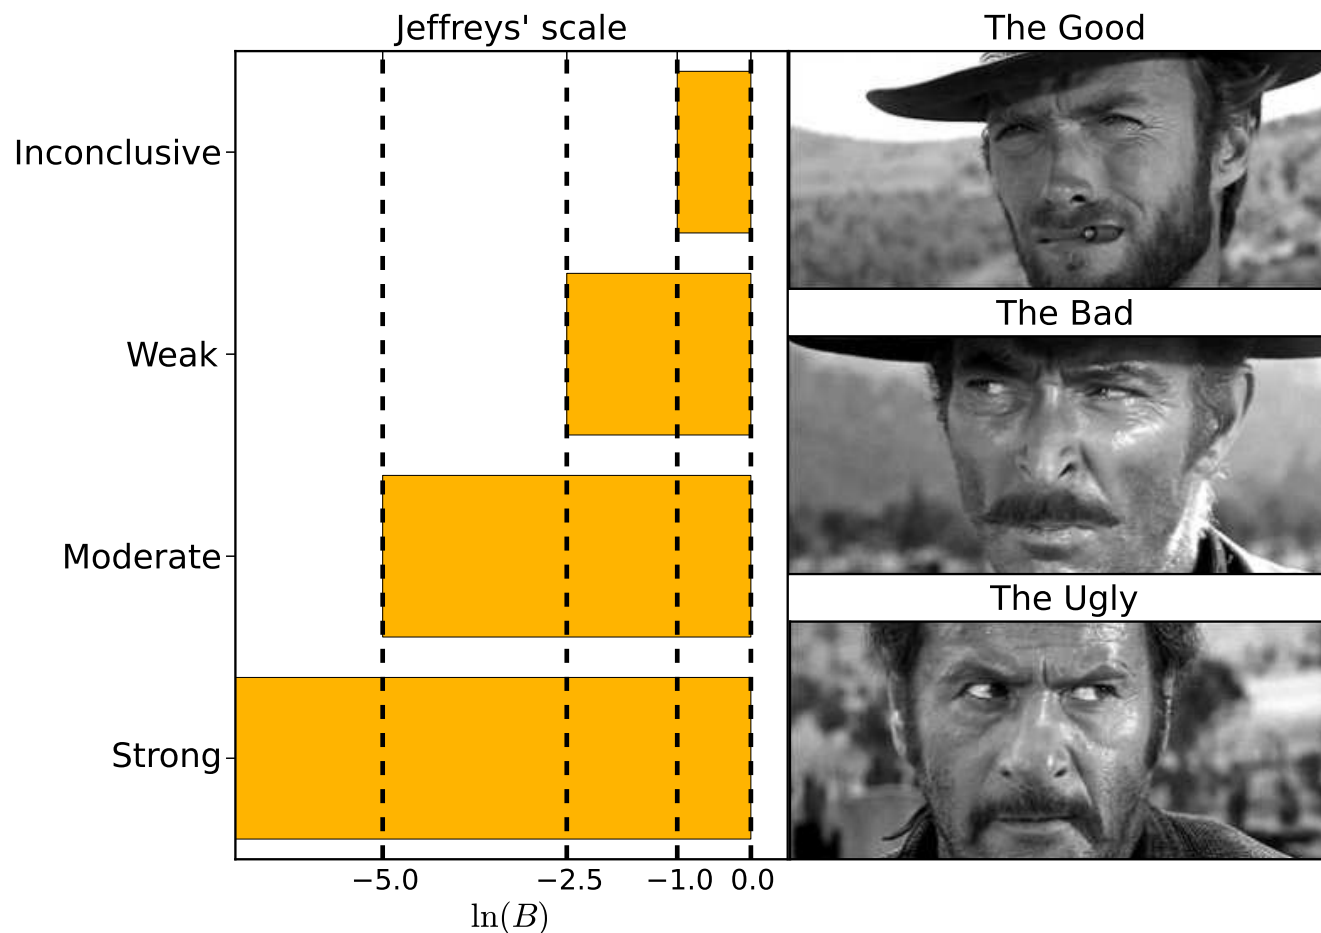 Jeffreys' scale
Inconclusive
Weak
Moderate
Strong
−5.0 −2.5 −1.0 0.0
ln(B)
The Good
The Bad
The Ugly